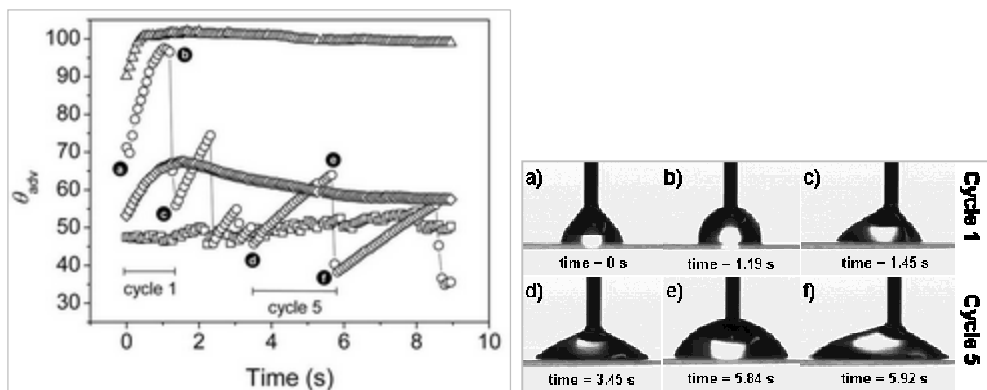 θadv
100
90
80
70
60
50
40
30
a
b
c
d
e
f
cycle 1
cycle 5
0
2
4
6
8
10
Time (s)
a)
b)
c)
Cycle 1
time – 0 s
time – 1.19 s
time – 1.45 s
d)
e)
f)
Cycle 5
time = 3.45 s
time = 5.84 s
time = 5.92 s